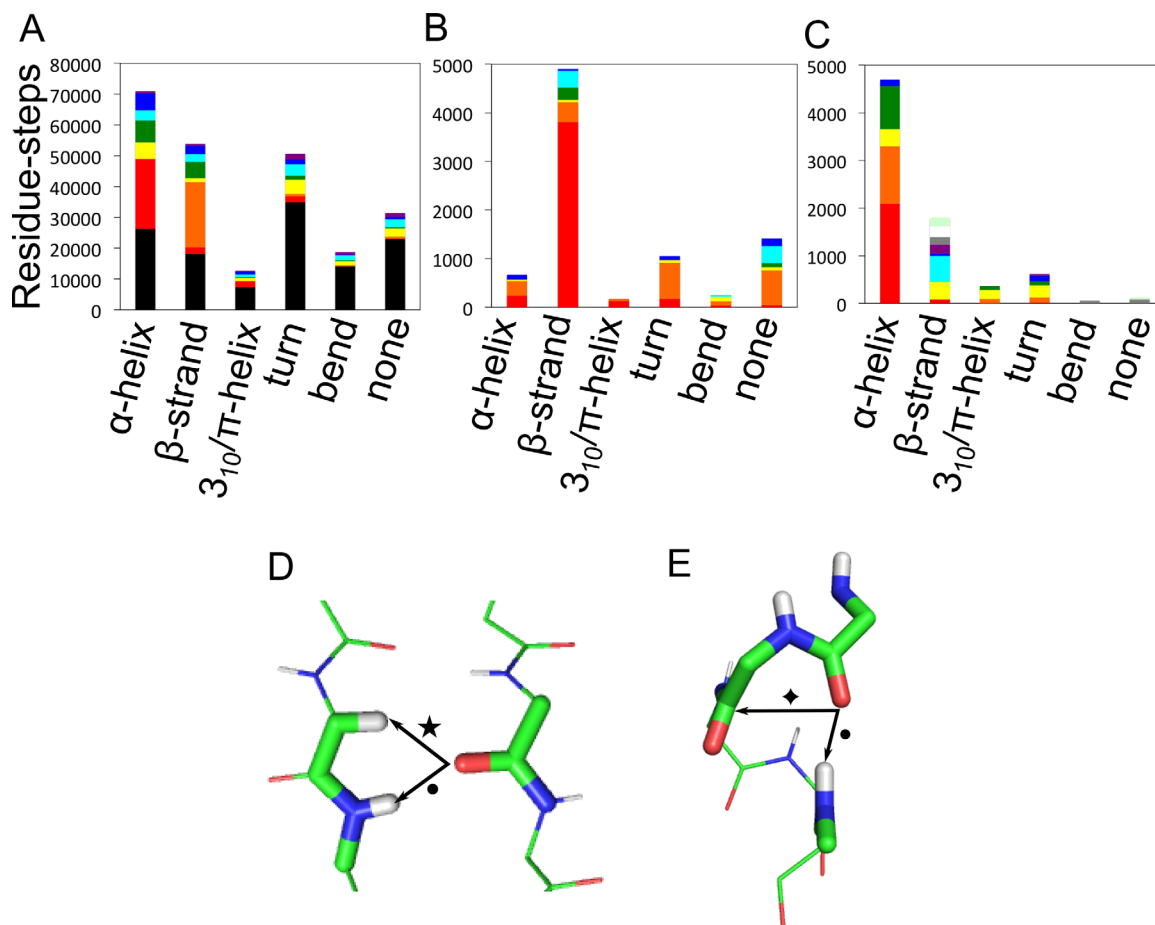 A
B
C
Residue-steps
80000
70000
60000
50000
40000
30000
20000
10000
0
α-helix
β-strand
3₁₀/π-helix
turn
bend
none
5000
4000
3000
2000
1000
0
α-helix
β-strand
3₁₀/π-helix
turn
bend
none
5000
4000
3000
2000
1000
0
α-helix
β-strand
3₁₀/π-helix
turn
bend
none
D
E